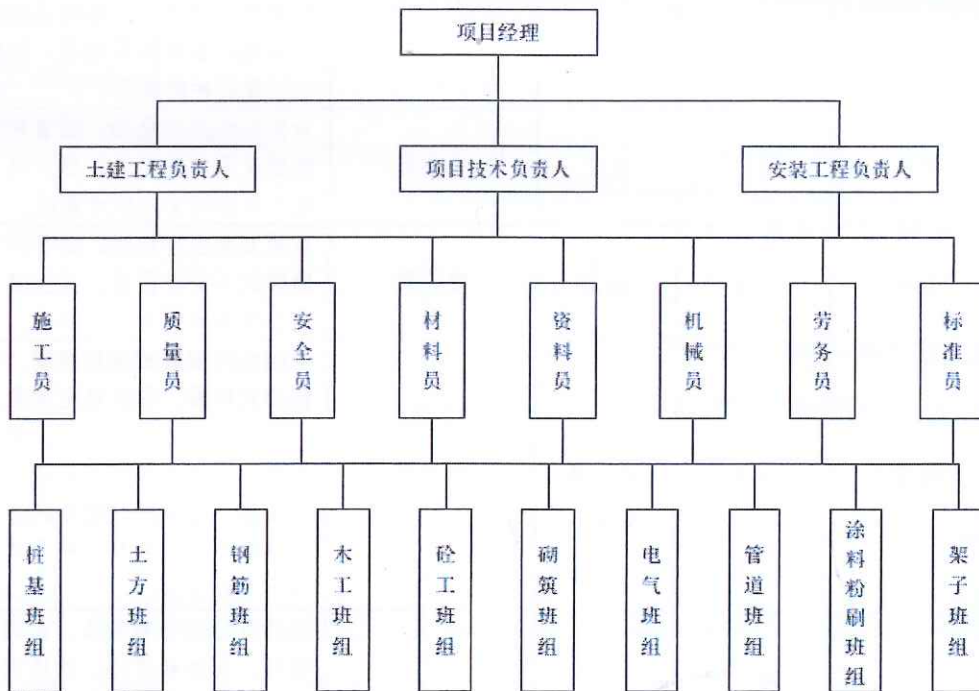 项目经理
土建工程负责人
项目技术负责人
安装工程负责人
施工员
质量员
安全员
材料员
资料员
机械员
劳务员
标准员
桩基班组
土方班组
钢筋班组
木工班组
砼工班组
砌筑班组
电气班组
管道班组
涂料粉刷班组
架子班组